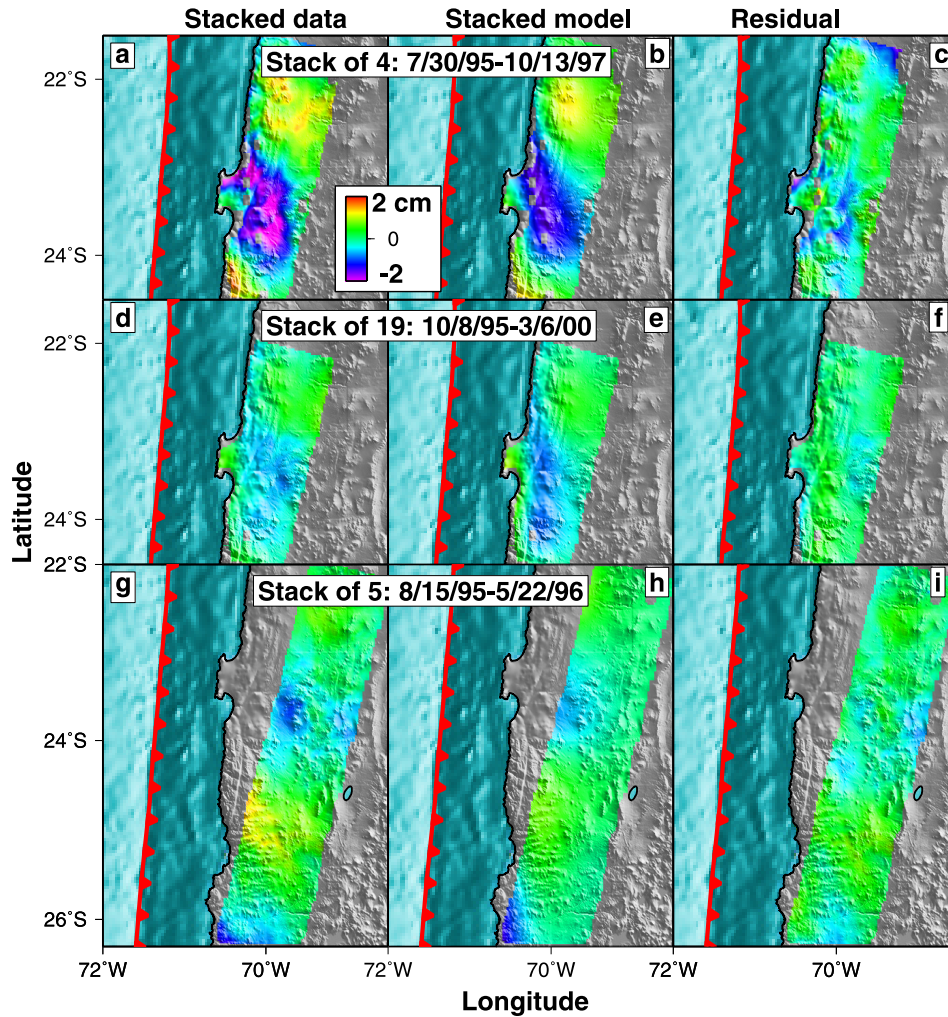 Stacked data Stacked model Residual
a b c
Stack of 4: 7/30/95-10/13/97
22°S
2 cm
0
-2
24°S
d e f
Stack of 19: 10/8/95-3/6/00
22°S
Latitude
24°S
22°S
g h i
Stack of 5: 8/15/95-5/22/96
24°S
26°S
72°W 70°W 72°W 70°W 72°W 70°W
Longitude